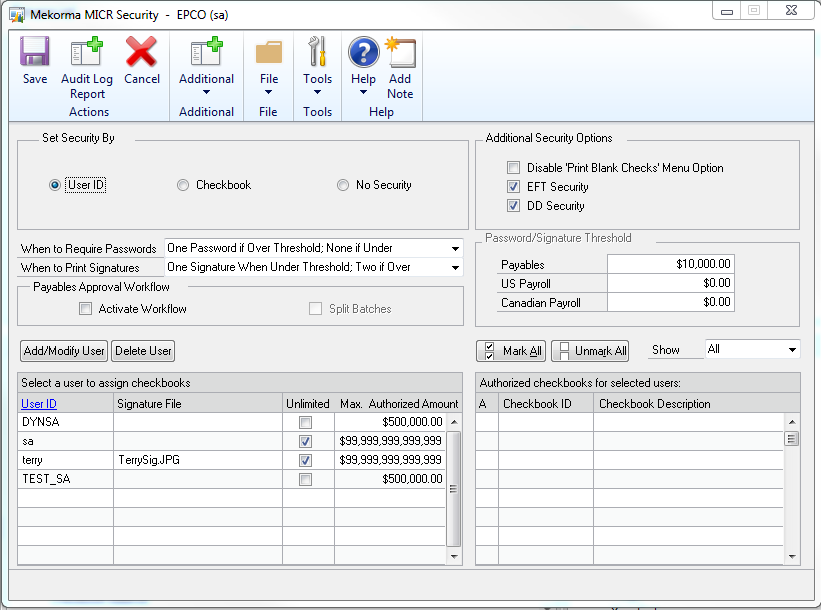 Mekorma MICR Security  -  EPCO (sa)
Save
Audit Log
Report
Cancel
Actions
Additional
Additional
File
File
Tools
Tools
Help
Add
Note
Help
Set Security By
User ID
Checkbook
No Security
Additional Security Options
Disable 'Print Blank Checks' Menu Option
EFT Security
DD Security
When to Require Passwords One Password if Over Threshold; None if Under
When to Print Signatures One Signature When Under Threshold; Two if Over
Password/Signature Threshold
Payables $10,000.00
US Payroll $0.00
Canadian Payroll $0.00
Payables Approval Workflow
Activate Workflow
Split Batches
Add/Modify User
Delete User
Mark All
Unmark All
Show All
Select a user to assign checkbooks
User ID Signature File Unlimited Max. Authorized Amount
DYNSA $500,000.00
sa $99,999,999,999,999
terry TerrySig.JPG $99,999,999,999,999
TEST_SA $500,000.00
Authorized checkbooks for selected users:
A Checkbook ID Checkbook Description